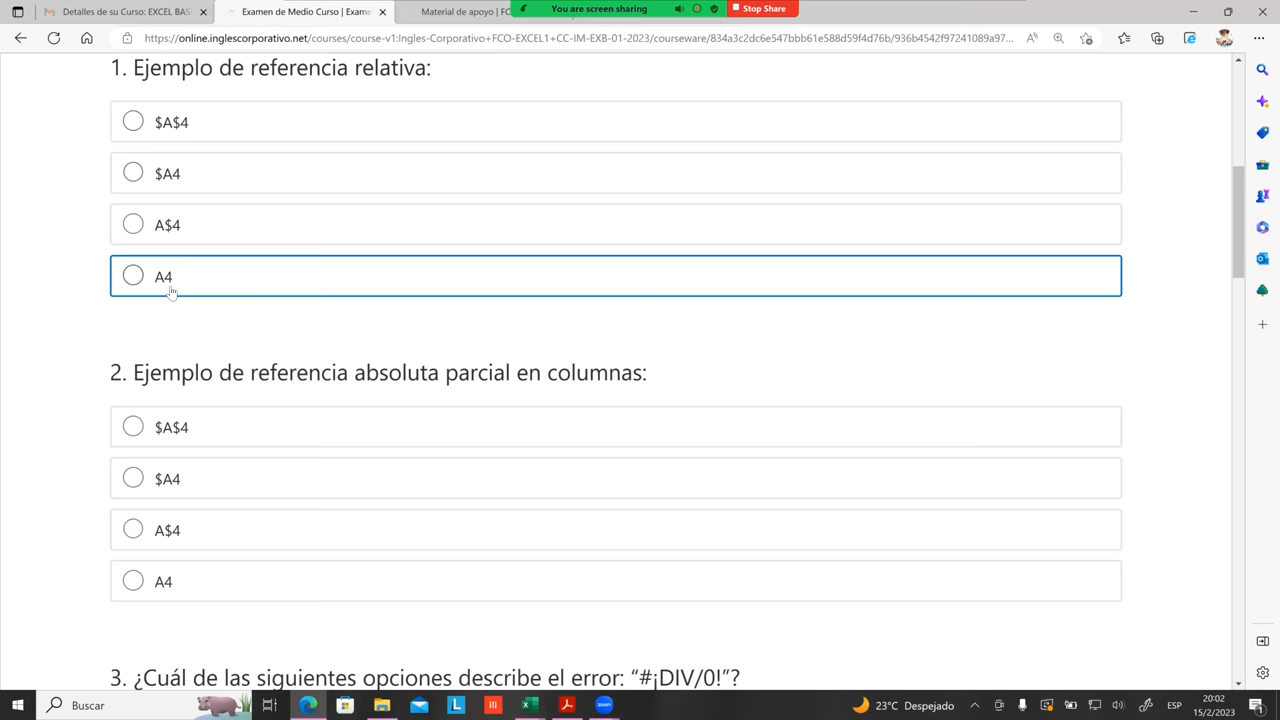 Detalles de su Curso: EXCEL BAS
Examen de Medio Curso | Exame
Material de apoyo | FC
You are screen sharing
Stop Share
https://online.inglescorporativo.net/courses/course-v1:Ingles-Corporativo+FCO-EXCEL1+CC-IM-EXB-01-2023/courseware/834a3c2dc6e547bbb61e588d59f4d76b/936b4542f97241089a97...
1. Ejemplo de referencia relativa:
$A$4
$A4
A$4
A4
2. Ejemplo de referencia absoluta parcial en columnas:
$A$4
$A4
A$4
A4
3. ¿Cuál de las siguientes opciones describe el error: “#¡DIV/0!”?
Buscar
23°C Despejado
ESP
20:02
15/2/2023